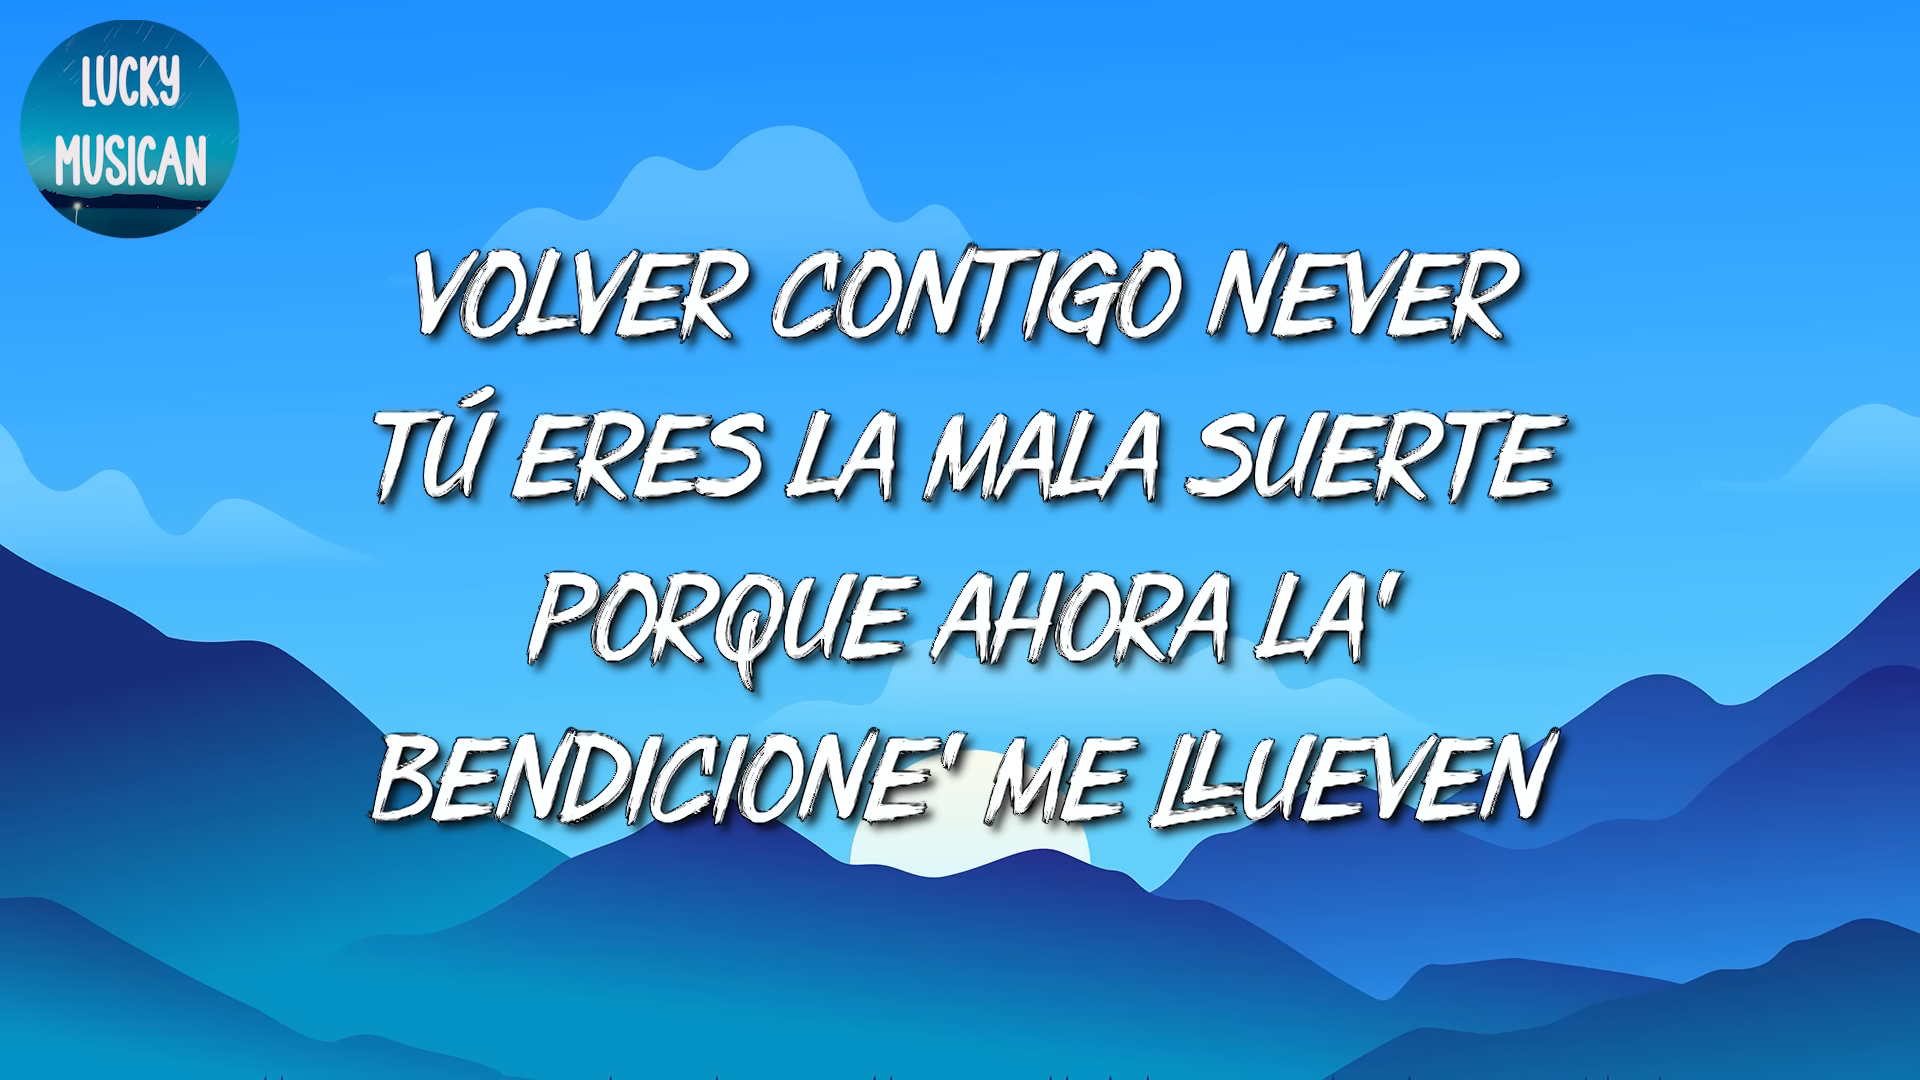 LUCKY
MUSICAN
VOLVER CONTIGO NEVER
TÚ ERES LA MALA SUERTE
PORQUE AHORA LA'
BENDICIONE' ME LLUEVEN